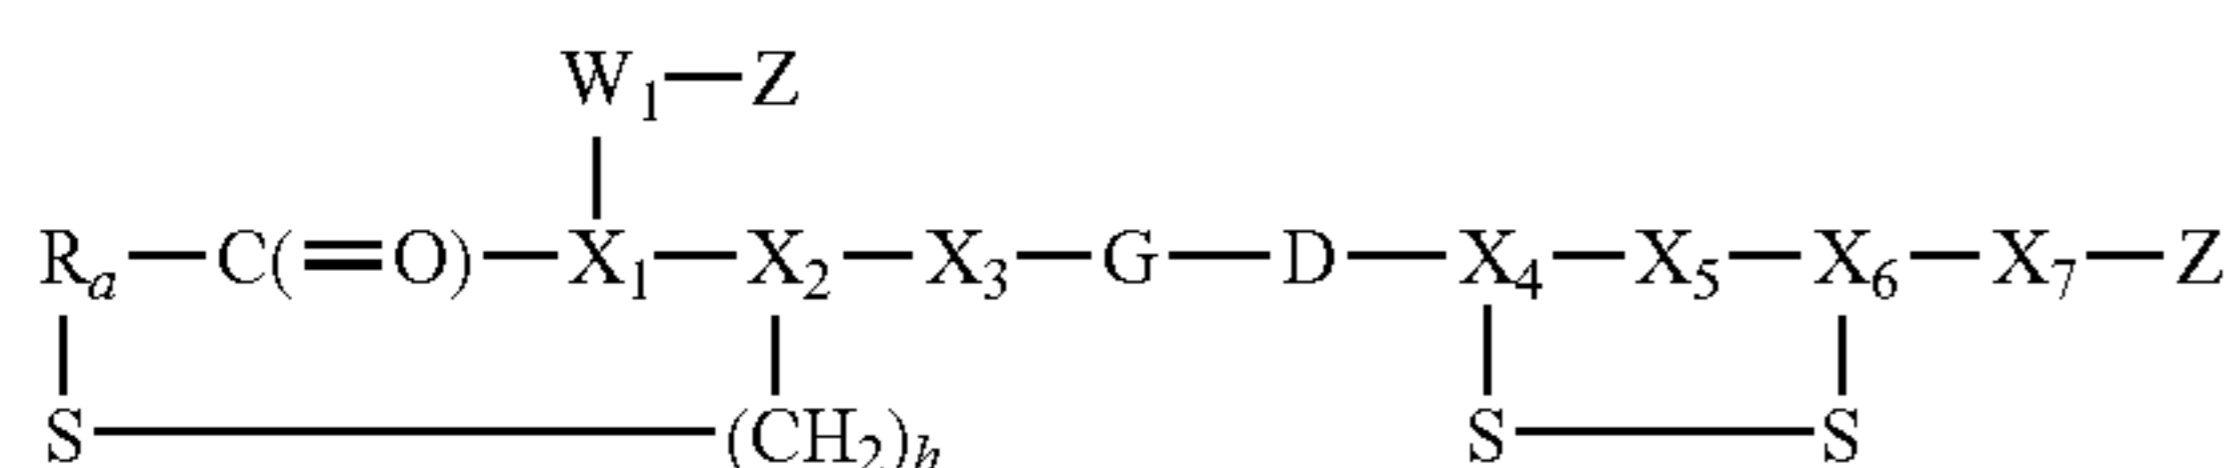 W₁—Z
Rₐ—C(=O)—X₁—X₂—X₃—G—D—X₄—X₅—X₆—X₇—Z
S—(CH₂)ₕ S—S